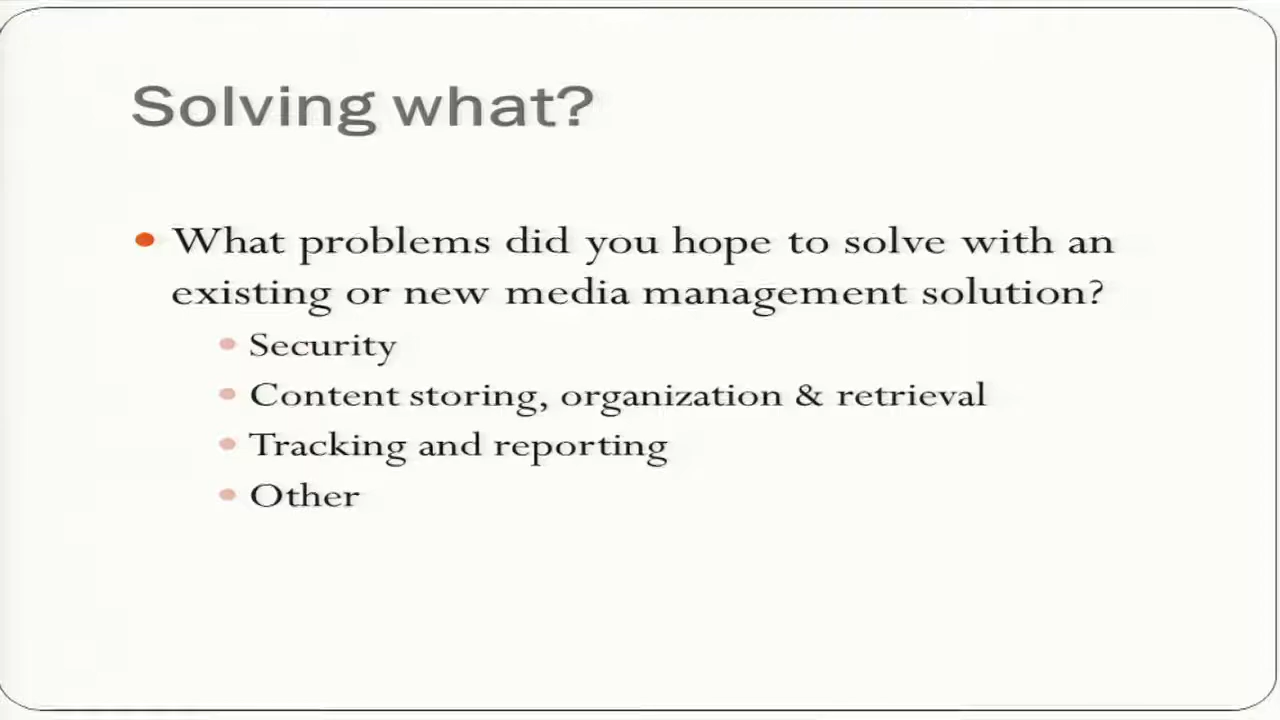 Solving what?
What problems did you hope to solve with an
existing or new media management solution?
Security
Content storing, organization & retrieval
Tracking and reporting
Other